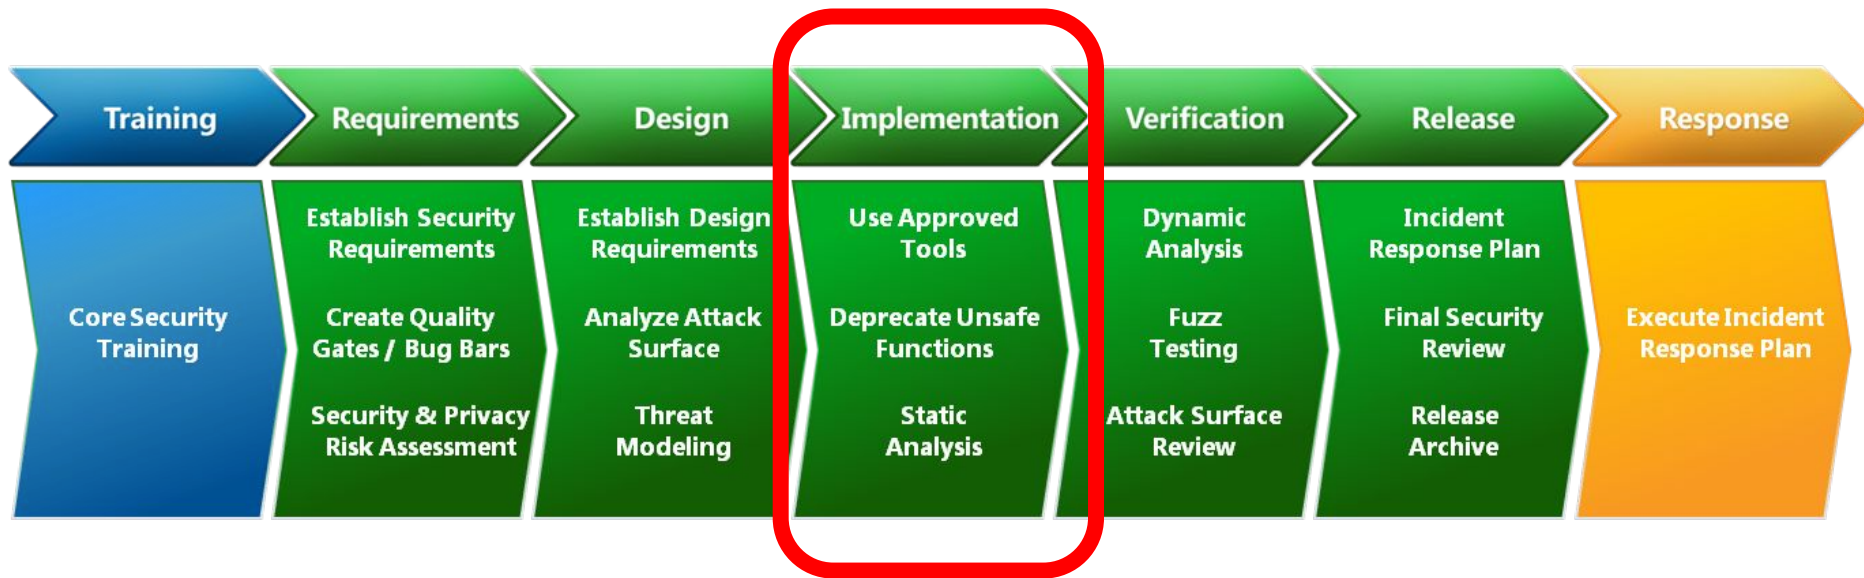 Training
Requirements
Design
Implementation
Verification
Release
Response
Core Security
Training
Establish Security
Requirements
Create Quality
Gates / Bug Bars
Security & Privacy
Risk Assessment
Establish Design
Requirements
Analyze Attack
Surface
Threat
Modeling
Use Approved
Tools
Deprecate Unsafe
Functions
Static
Analysis
Dynamic
Analysis
Fuzz
Testing
Attack Surface
Review
Incident
Response Plan
Final Security
Review
Release
Archive
Execute Incident
Response Plan